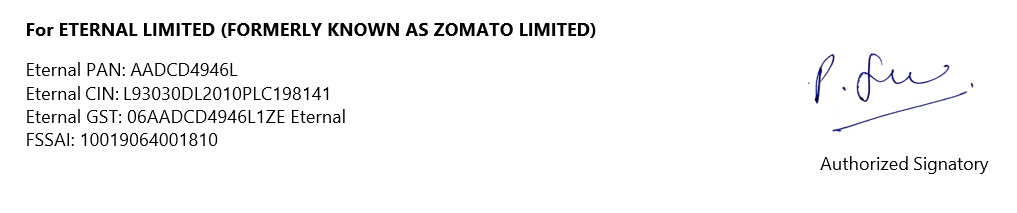 For ETERNAL LIMITED (FORMERLY KNOWN AS ZOMATO LIMITED)
Eternal PAN: AADCD4946L
Eternal CIN: L93030DL2010PLC198141
Eternal GST: 06AADCD4946L1ZE Eternal
FSSAI: 10019064001810
Authorized Signatory